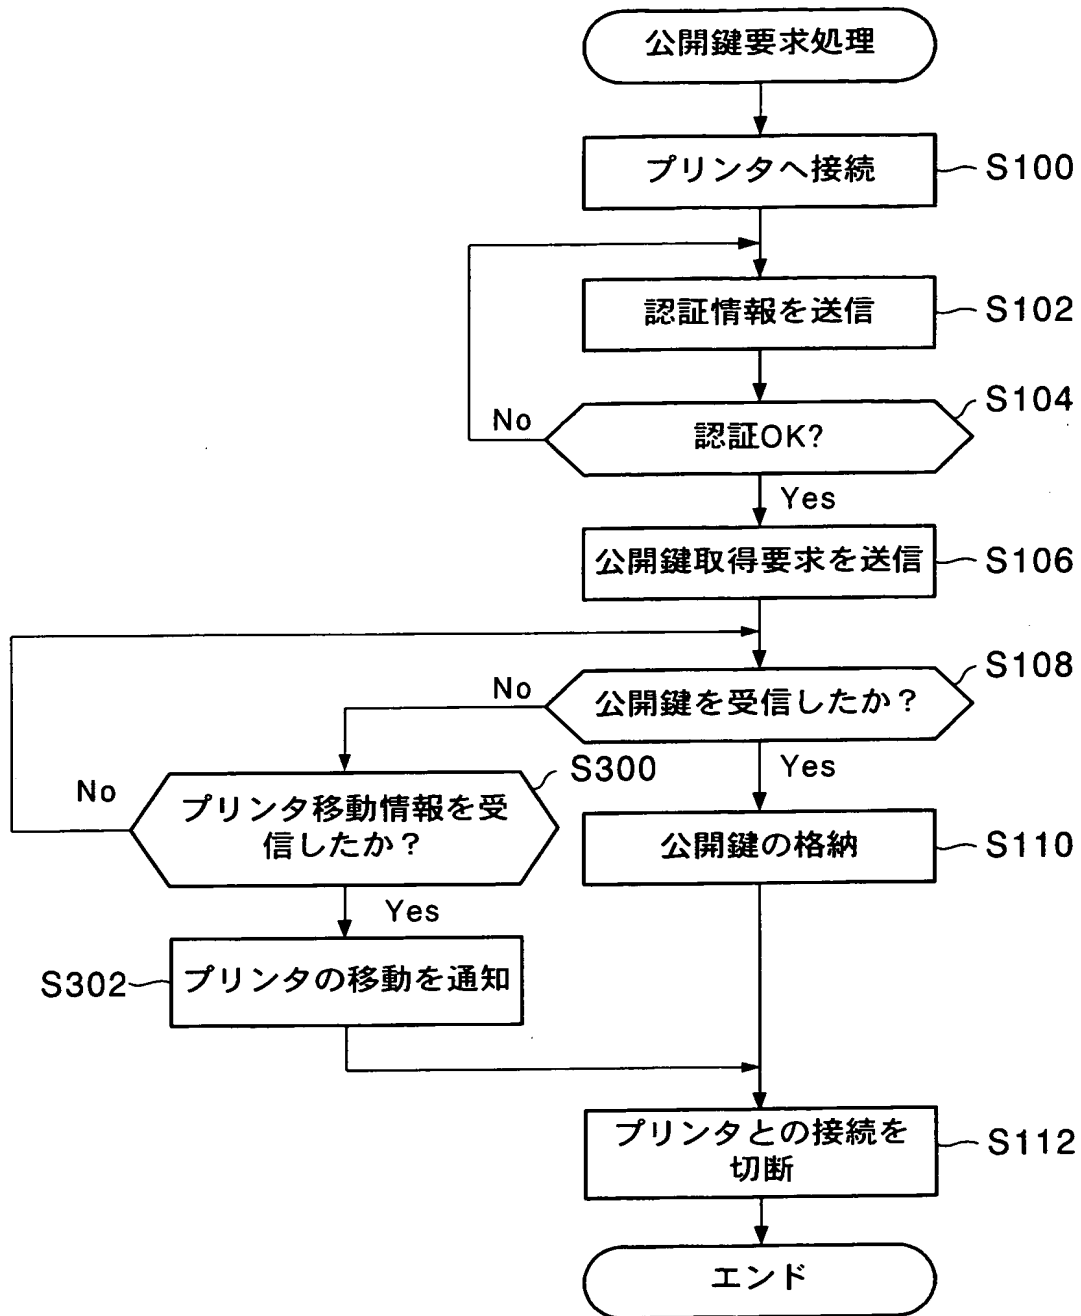 公開鍵要求処理
プリンタへ接続
S100
認証情報を送信
S102
S104
No
認証OK?
Yes
公開鍵取得要求を送信
S106
S108
No
公開鍵を受信したか？
Yes
S300
No
プリンタ移動情報を受
信したか？
公開鍵の格納
S110
Yes
S302
プリンタの移動を通知
プリンタとの接続を
切断
S112
エンド